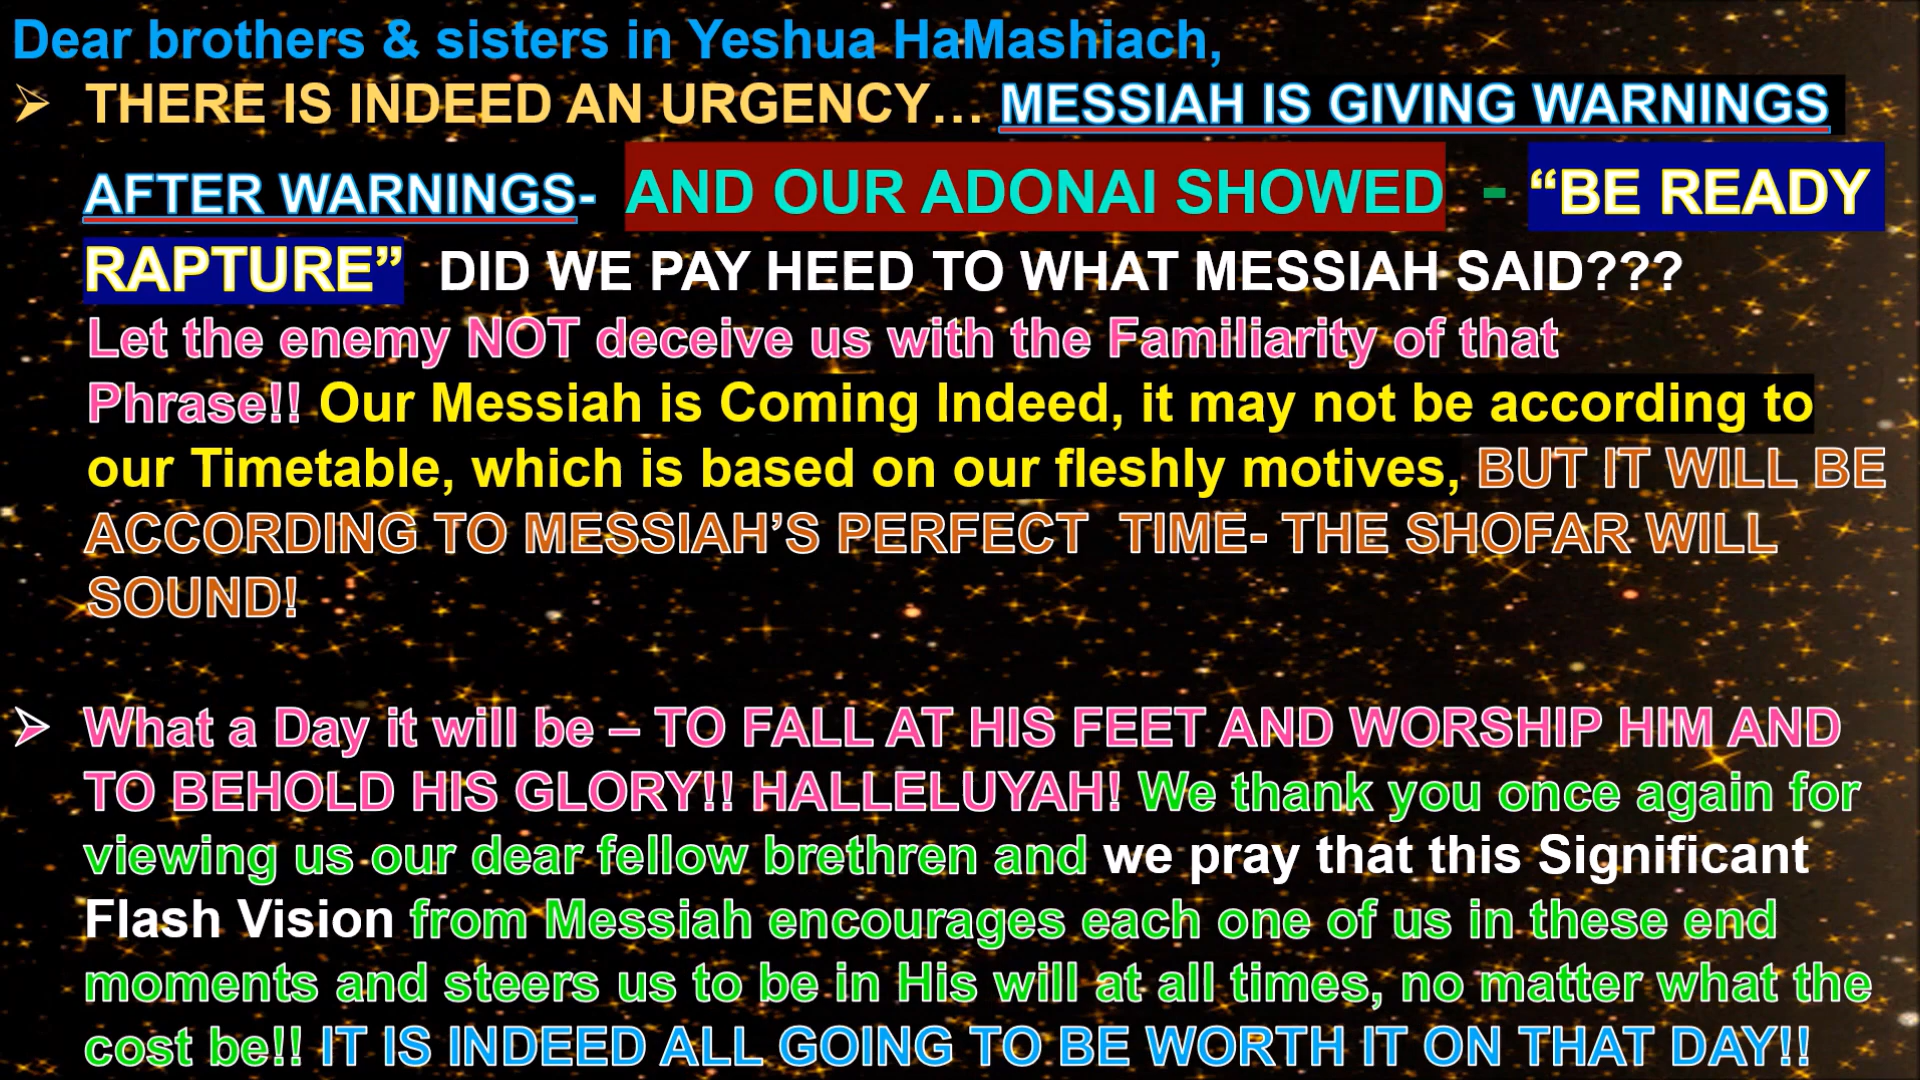 Dear brothers & sisters in Yeshua HaMashiach,
➢ THERE IS INDEED AN URGENCY… MESSIAH IS GIVING WARNINGS
AFTER WARNINGS- AND OUR ADONAI SHOWED - “BE READY
RAPTURE” DID WE PAY HEED TO WHAT MESSIAH SAID???
Let the enemy NOT deceive us with the Familiarity of that
Phrase!! Our Messiah is Coming Indeed, it may not be according to
our Timetable, which is based on our fleshly motives, BUT IT WILL BE
ACCORDING TO MESSIAH’S PERFECT TIME- THE SHOFAR WILL
SOUND!
➢ What a Day it will be – TO FALL AT HIS FEET AND WORSHIP HIM AND
TO BEHOLD HIS GLORY!! HALLELUYAH! We thank you once again for
viewing us our dear fellow brethren and we pray that this Significant
Flash Vision from Messiah encourages each one of us in these end
moments and steers us to be in His will at all times, no matter what the
cost be!! IT IS INDEED ALL GOING TO BE WORTH IT ON THAT DAY!!